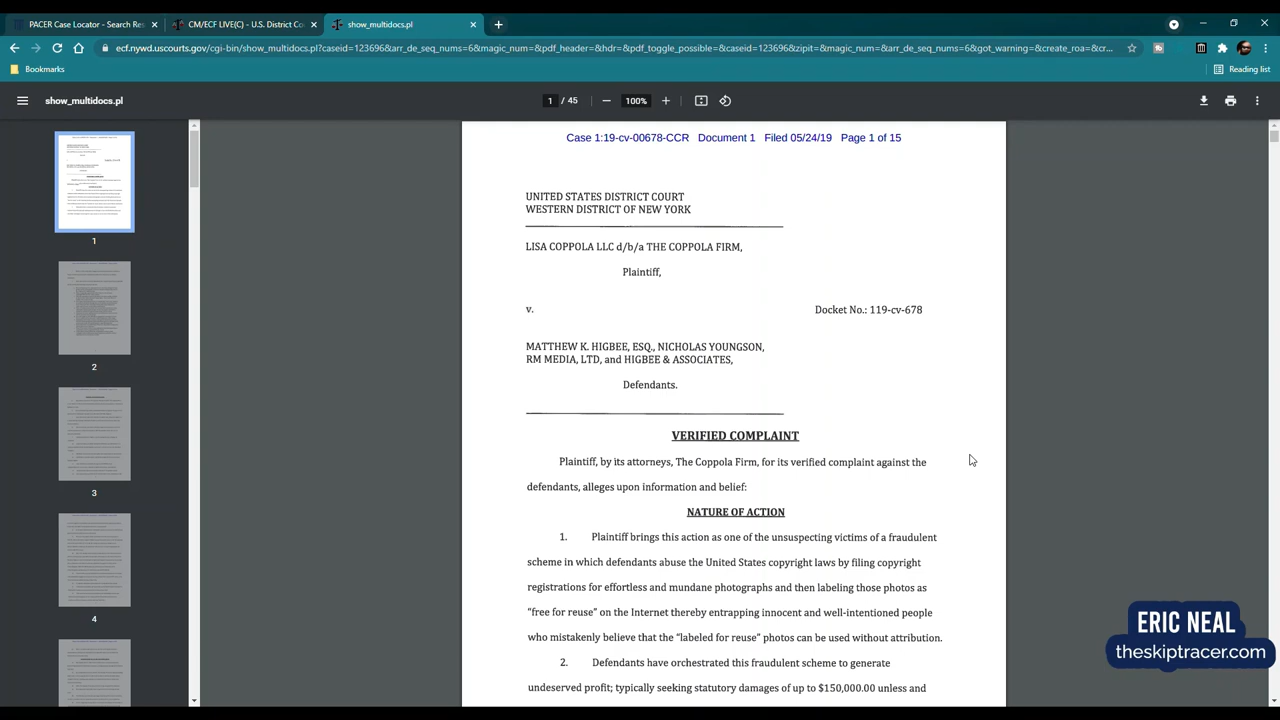 PACER Case Locator - Search Res
CM/ECF LIVE(C) - U.S. District Co
show_multidocs.pl
ecf.nywd.uscourts.gov/cgi-bin/show_multidocs.pl?caseid=123696&arr_de_seq_nums=6&magic_num=&pdf_header=&hdr=&pdf_toggle_possible=&caseid=123696&zipit=&magic_num=&arr_de_seq_nums=6&got_warning=&create_roa=&cr...
Bookmarks
Reading list
show_multidocs.pl
1 / 45
100%
Case 1:19-cv-00678-CCR Document 1 Filed 05/24/19 Page 1 of 15
UNITED STATES DISTRICT COURT
WESTERN DISTRICT OF NEW YORK
LISA COPPOLA LLC d/b/a THE COPPOLA FIRM,
Plaintiff,
v.
Docket No.: 119-cv-678
MATTHEW K. HIGBEE, ESQ., NICHOLAS YOUNGSON,
RM MEDIA, LTD, and HIGBEE & ASSOCIATES,
Defendants.
VERIFIED COMPLAINT
Plaintiff, by its attorneys, The Coppola Firm, for its verified complaint against the
defendants, alleges upon information and belief:
NATURE OF ACTION
1. Plaintiff brings this action as one of the unsuspecting victims of a fraudulent
scheme in which defendants abuse the United States copyright laws by filing copyright
registrations for effortless and mundane photographs and then labeling those photos as
"free for reuse" on the Internet thereby entrapping innocent and well-intentioned people
who mistakenly believe that the "labeled for reuse" photos can be used without attribution.
2. Defendants have orchestrated this fraudulent scheme to generate
undeserved profit; typically seeking statutory damages of up to $150,000.00 unless and
1
2
3
4
ERIC NEAL
theskiptracer.com